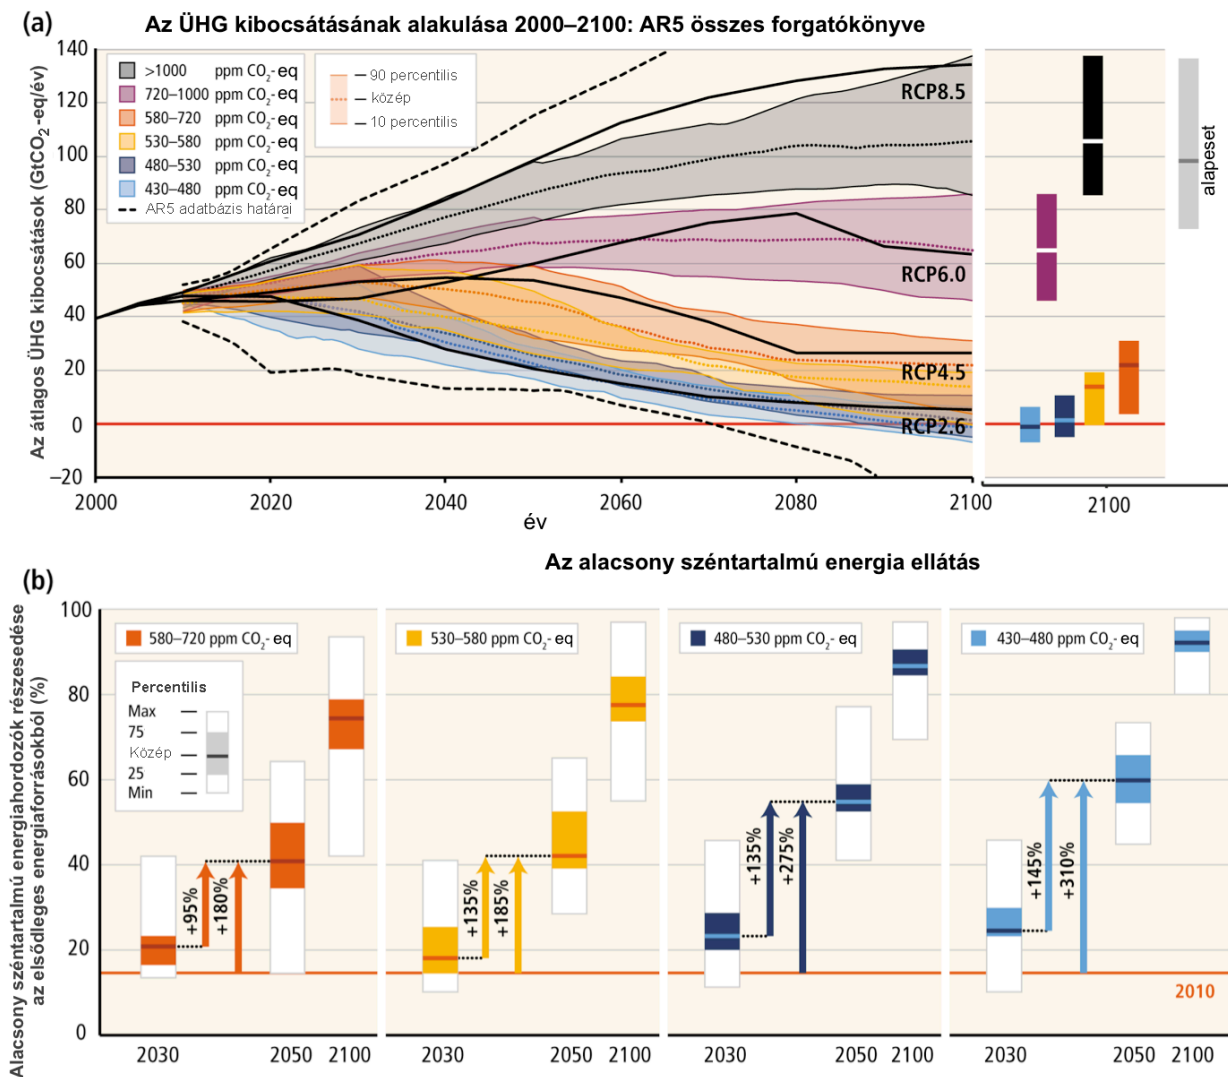 (a)
Az ÜHG kibocsátásának alakulása 2000–2100: AR5 összes forgatókönyve
Az átlagos ÜHG kibocsátások (GtCO2-eq/év)
140
120
100
80
60
40
20
0
–20
>1000 ppm CO2-eq
720–1000 ppm CO2-eq
580–720 ppm CO2-eq
530–580 ppm CO2-eq
480–530 ppm CO2-eq
430–480 ppm CO2-eq
AR5 adatbázis határai
90 percentilis
közép
10 percentilis
RCP8.5
RCP6.0
RCP4.5
RCP2.6
alapeset
2000
2020
2040
2060
2080
2100
2100
év
(b)
Az alacsony széntartalmú energia ellátás
Alacsony széntartalmú energiahordozók részesedése
az elsődleges energiaforrásokból (%)
100
80
60
40
20
0
580–720 ppm CO2- eq
530–580 ppm CO2- eq
480–530 ppm CO2- eq
430–480 ppm CO2- eq
Percentilis
Max
75
Közép
25
Min
+95%
+180%
+135%
+185%
+135%
+275%
+145%
+310%
2010
2030
2050
2100
2030
2050
2100
2030
2050
2100
2030
2050
2100